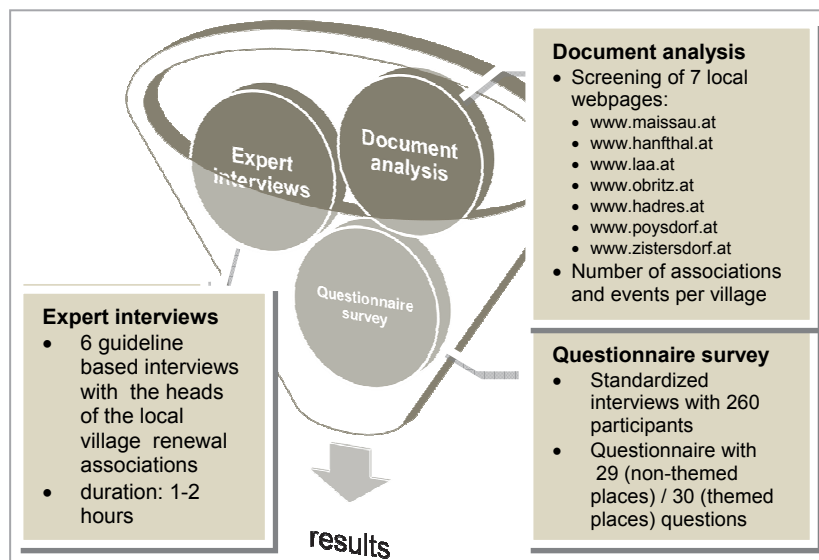 Expert
interviews
Document
analysis
Questionnaire
survey
results
Document analysis
• Screening of 7 local
webpages:
• www.maissau.at
• www.hanfthal.at
• www.laa.at
• www.obritz.at
• www.hadres.at
• www.poysdorf.at
• www.zistersdorf.at
• Number of associations
and events per village
Expert interviews
• 6 guideline
based interviews
with the heads
of the local
village renewal
associations
• duration: 1-2
hours
Questionnaire survey
• Standardized
interviews with 260
participants
• Questionnaire with
29 (non-themed
places) / 30 (themed
places) questions